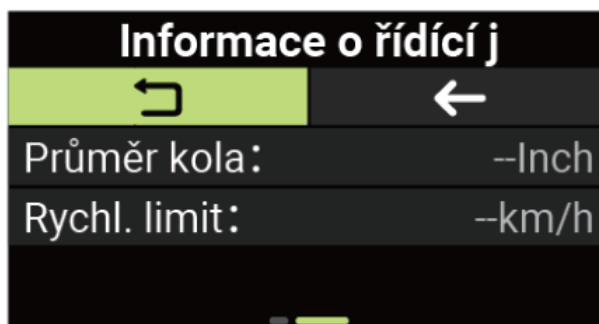 Informace o řídící j
Průměr kola: --Inch
Rychl. limit: --km/h